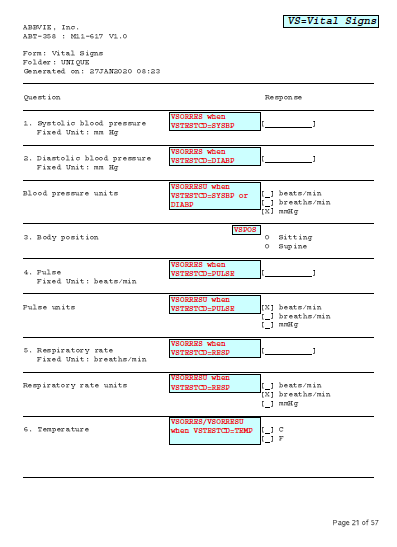 VS=Vital Signs
ABBVIE, Inc.
ABT-358 : M11-617 V1.0
Form: Vital Signs
Folder: UNIQUE
Generated on: 27JAN2020 08:23
Question Response
1. Systolic blood pressure
Fixed Unit: mm Hg
VSORRES when
VSTESTCD=SYSBP
[__________]
2. Diastolic blood pressure
Fixed Unit: mm Hg
VSORRES when
VSTESTCD=DIABP
[__________]
Blood pressure units
VSORRESU when
VSTESTCD=SYSBP or
DIABP
[_] beats/min
[_] breaths/min
[X] mmHg
3. Body position
VSPOS
O Sitting
O Supine
4. Pulse
Fixed Unit: beats/min
VSORRES when
VSTESTCD=PULSE
[__________]
Pulse units
VSORRESU when
VSTESTCD=PULSE
[X] beats/min
[_] breaths/min
[_] mmHg
5. Respiratory rate
Fixed Unit: breaths/min
VSORRES when
VSTESTCD=RESP
[__________]
Respiratory rate units
VSORRESU when
VSTESTCD=RESP
[_] beats/min
[X] breaths/min
[_] mmHg
6. Temperature
VSORRES/VSORRESU
when VSTESTCD=TEMP
[_] C
[_] F
Page 21 of 57